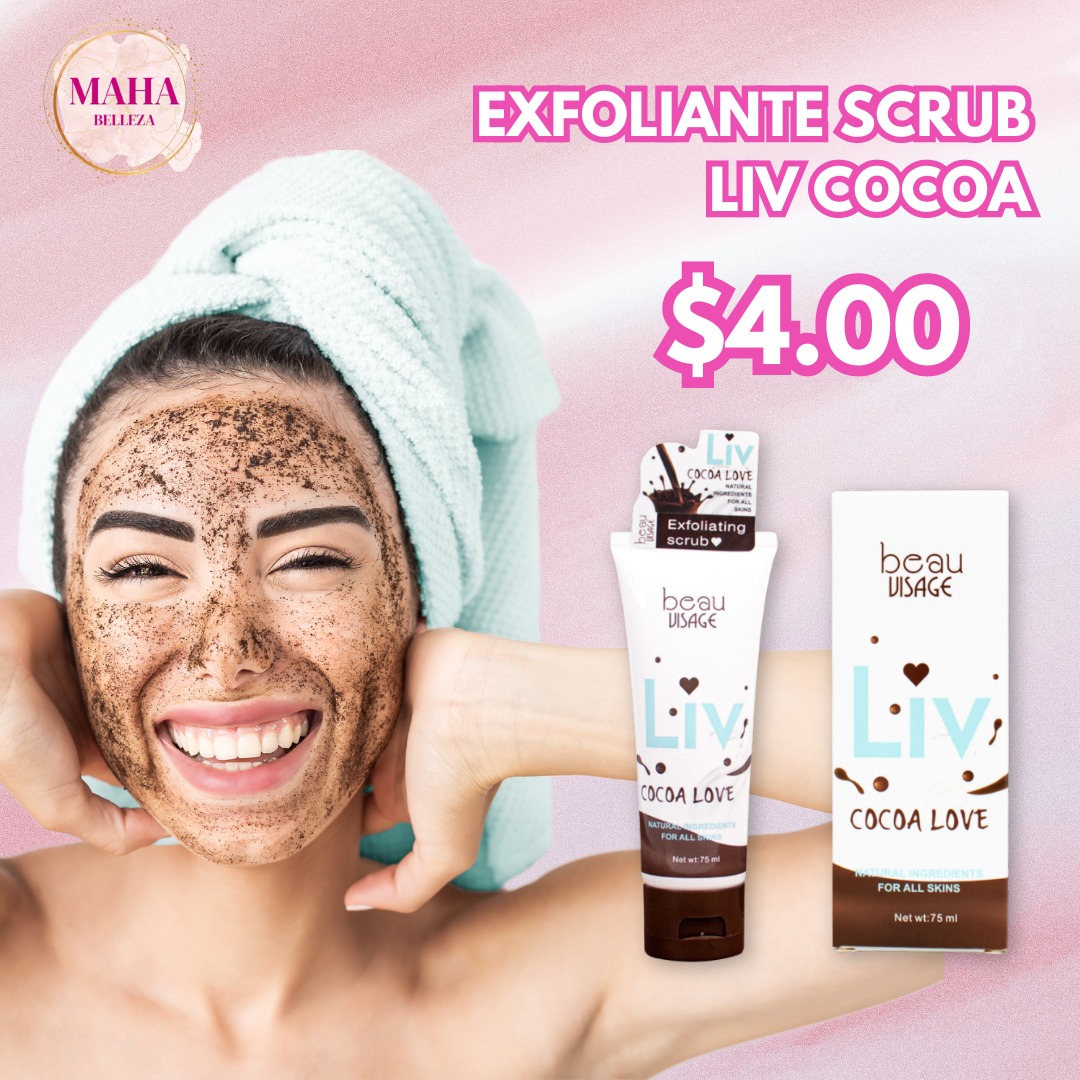 MAHA
BELLEZA
EXFOLIANTE SCRUB
LIV COCOA
$4.00
Liv
COCOA LOVE
NATURAL
INGREDIENTS
FOR ALL
SKINS
beau
VISAGE
Exfoliating
scrub
beau
VISAGE
Liv
COCOA LOVE
NATURAL INGREDIENTS
FOR ALL SKINS
Net wt:75 ml
beau
VISAGE
Liv
COCOA LOVE
NATURAL INGREDIENTS
FOR ALL SKINS
Net wt:75 ml